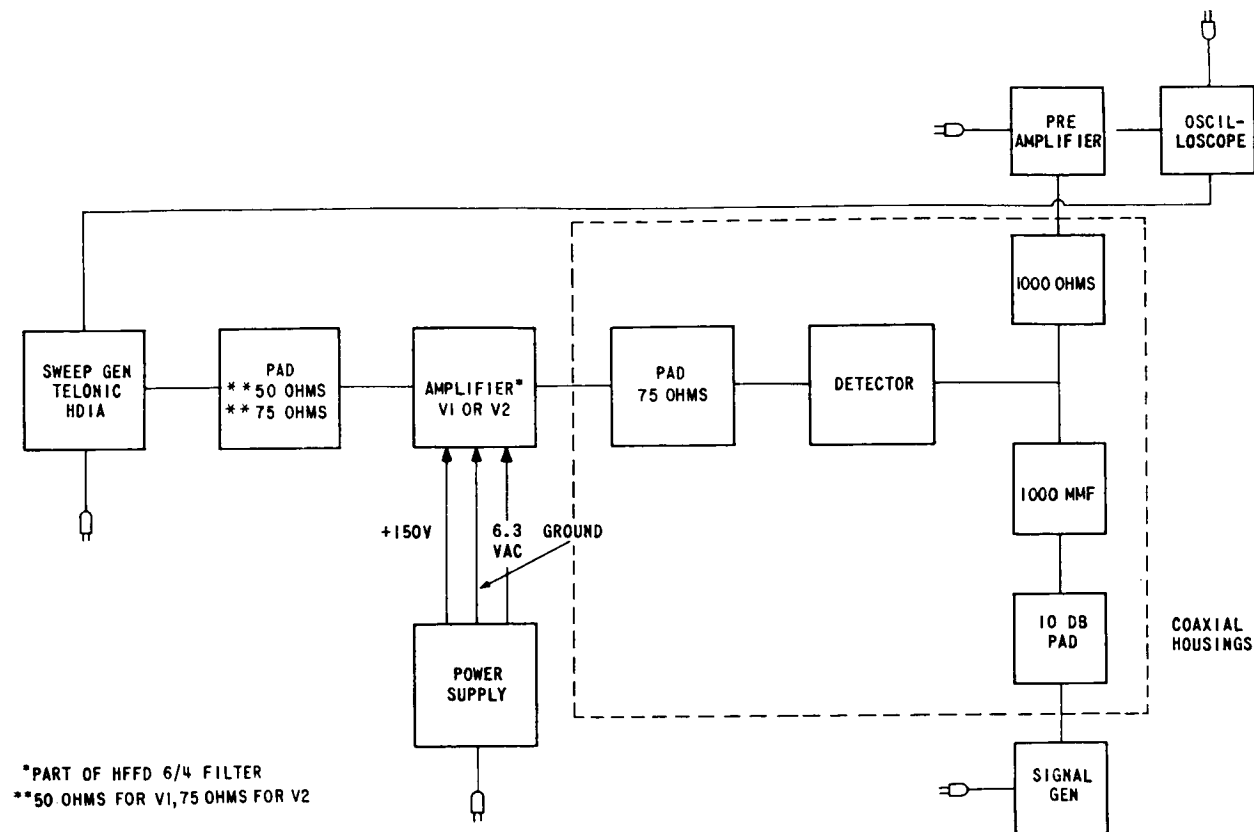 PRE
AMPLIFIER
OSCIL-
LOSCOPE
1000 OHMS
SWEEP GEN
TELONIC
HD1A
PAD
**50 OHMS
**75 OHMS
AMPLIFIER*
V1 OR V2
PAD
75 OHMS
DETECTOR
1000 MMF
+150V
6.3
VAC
GROUND
10 DB
PAD
COAXIAL
HOUSINGS
POWER
SUPPLY
SIGNAL
GEN
*PART OF HFFD 6/4 FILTER
**50 OHMS FOR V1, 75 OHMS FOR V2